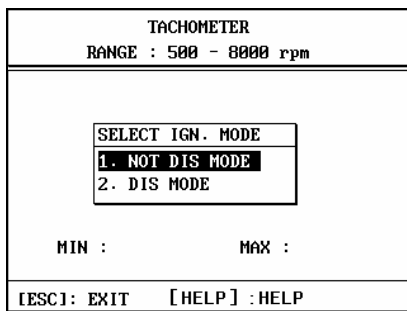 TACHOMETER
RANGE : 500 - 8000 rpm
SELECT IGN. MODE
1. NOT DIS MODE
2. DIS MODE
MIN : MAX :
[ESC]: EXIT [HELP] :HELP